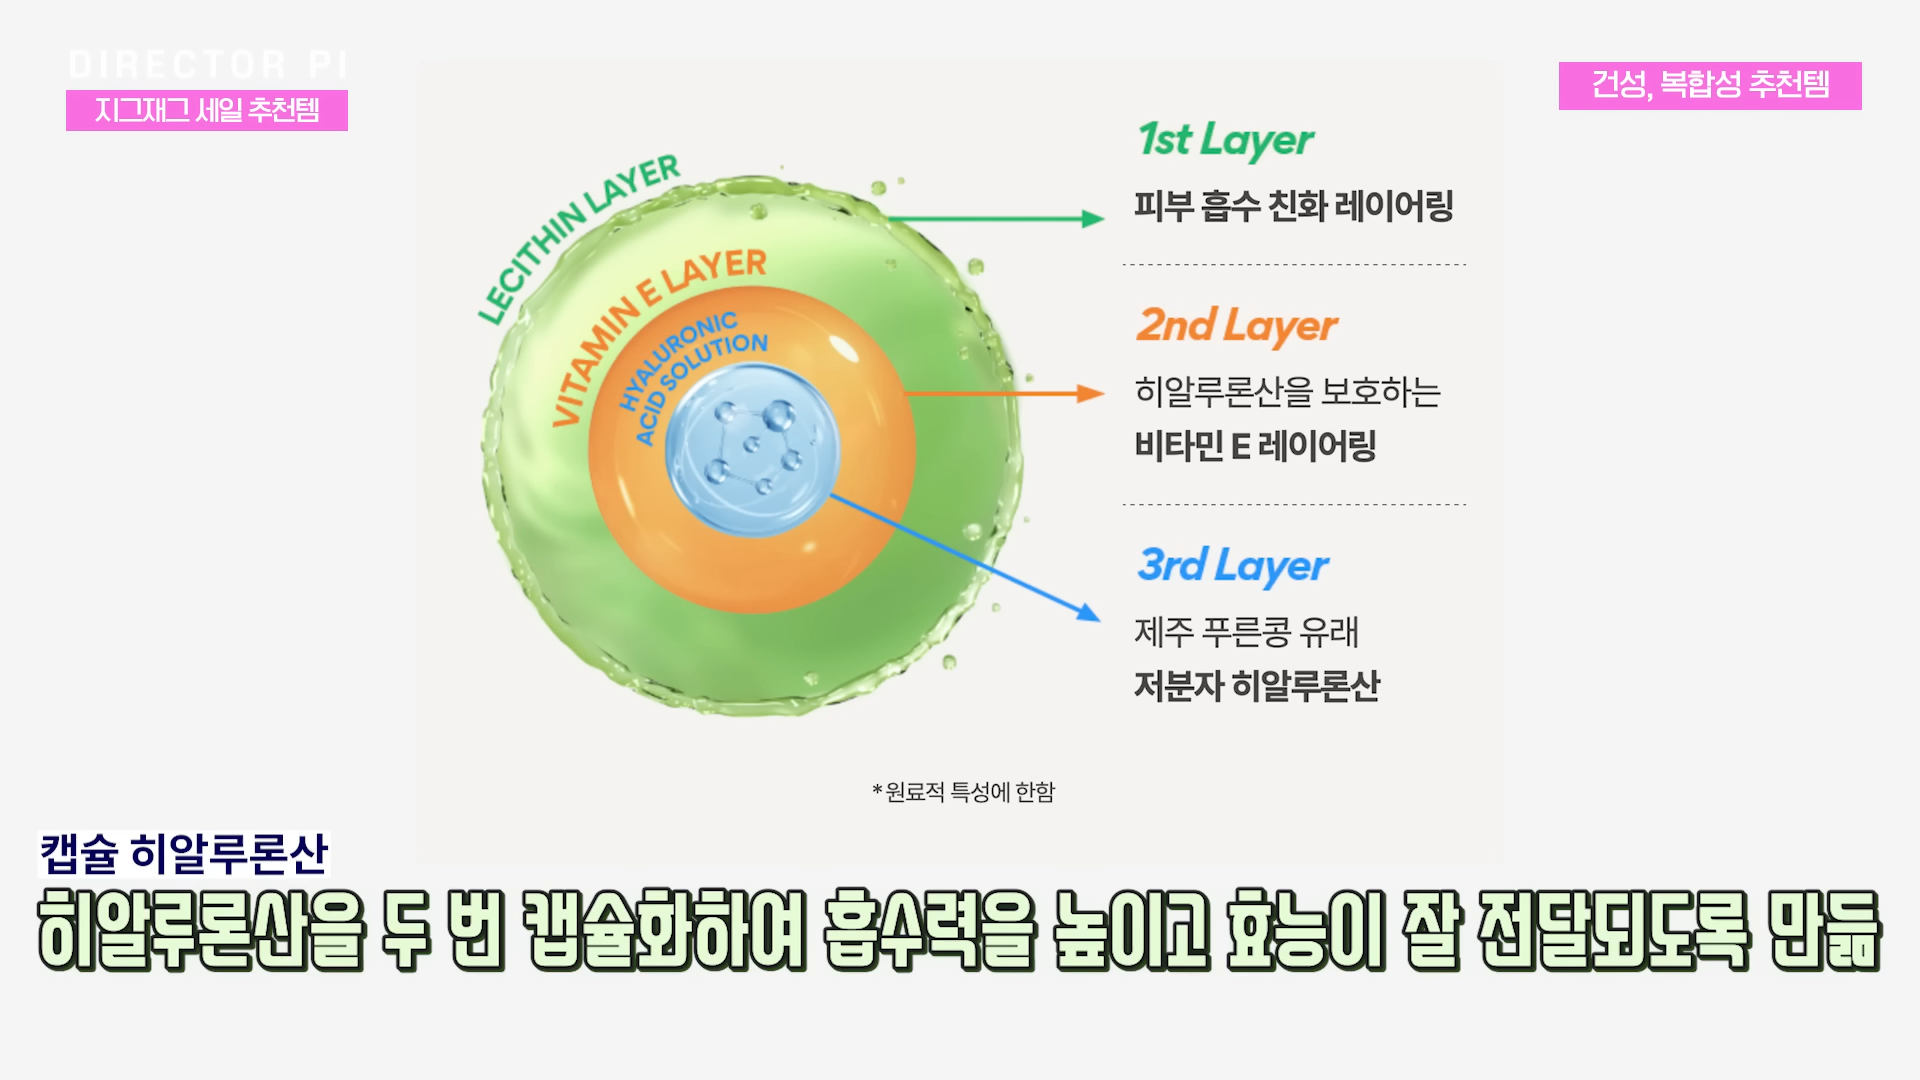 DIRECTOR PI
지그재그 세일 추천템
건성, 복합성 추천템
LECITHIN LAYER
VITAMIN E LAYER
HYALURONIC
ACID SOLUTION
1st Layer
피부 흡수 친화 레이어링
2nd Layer
히알루론산을 보호하는
비타민 E 레이어링
3rd Layer
제주 푸른콩 유래
저분자 히알루론산
*원료적 특성에 한함
캡슐 히알루론산
히알루론산을 두 번 캡슐화하여 흡수력을 높이고 효능이 잘 전달되도록 만듦